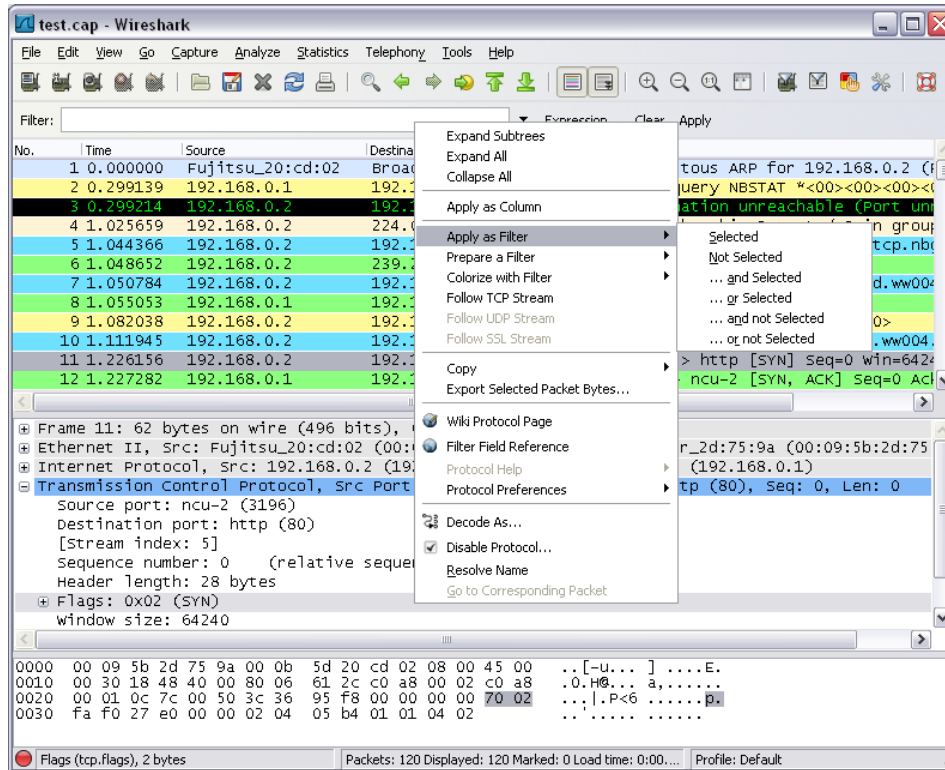 test.cap - Wireshark
File Edit View Go Capture Analyze Statistics Telephony Tools Help
Filter: Expression... Clear Apply
No. Time Source Destina
1 0.000000 Fujitsu_20:cd:02 Broad tous ARP for 192.168.0.2 (
2 0.299139 192.168.0.1 192.1 uery NBSTAT "<00><00><00><
3 0.299214 192.168.0.2 192.1 ation unreachable (Port un
4 1.025659 192.168.0.2 224.0 n group
5 1.044366 192.168.0.2 192.1 tcp.nbg
6 1.048652 192.168.0.2 239.2
7 1.050784 192.168.0.2 192.1 d.ww004
8 1.055053 192.168.0.1 192.1
9 1.082038 192.168.0.2 192.1 0>
10 1.111945 192.168.0.2 192.1 .ww004.
11 1.226156 192.168.0.2 192.1 > http [SYN] Seq=0 Win=6424
12 1.227282 192.168.0.1 192.1 ncu-2 [SYN, ACK] Seq=0 Ack
Expand Subtrees
Expand All
Collapse All
Apply as Column
Apply as Filter
Prepare a Filter
Colorize with Filter
Follow TCP Stream
Follow UDP Stream
Follow SSL Stream
Copy
Export Selected Packet Bytes...
Wiki Protocol Page
Filter Field Reference
Protocol Help
Protocol Preferences
Decode As...
Disable Protocol...
Resolve Name
Go to Corresponding Packet
Selected
Not Selected
... and Selected
... or Selected
... and not Selected
... or not Selected
Frame 11: 62 bytes on wire (496 bits),
Ethernet II, Src: Fujitsu_20:cd:02 (00: r_2d:75:9a (00:09:5b:2d:75
Internet Protocol, Src: 192.168.0.2 (19 (192.168.0.1)
Transmission Control Protocol, Src Port tp (80), Seq: 0, Len: 0
Source port: ncu-2 (3196)
Destination port: http (80)
[Stream index: 5]
Sequence number: 0 (relative seque
Header length: 28 bytes
Flags: 0x02 (SYN)
Window size: 64240
0000 00 09 5b 2d 75 9a 00 0b 5d 20 cd 02 08 00 45 00 ..[-u... ] ....E.
0010 00 30 18 48 40 00 80 06 61 2c c0 a8 00 02 c0 a8 .0.H@... a,......
0020 00 01 0c 7c 00 50 3c 36 95 f8 00 00 00 00 70 02 ...|.P<6 ......p.
0030 fa f0 27 e0 00 00 02 04 05 b4 01 01 04 02 ..'..... ......
Flags (tcp.flags), 2 bytes Packets: 120 Displayed: 120 Marked: 0 Load time: 0:00.... Profile: Default